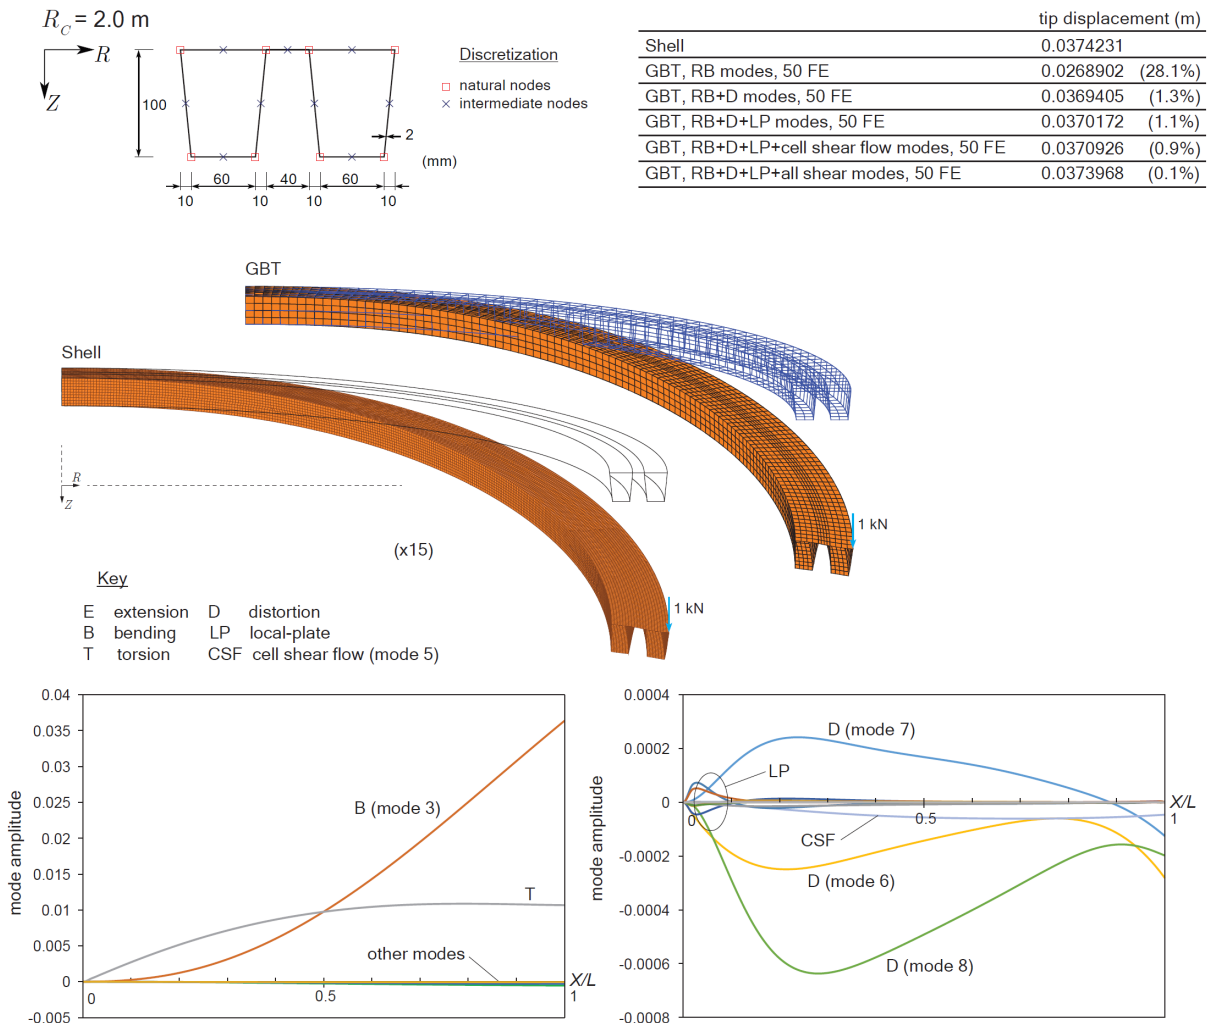 R_C = 2.0 m
R
Z
100
2
(mm)
60 40 60
10 10 10 10
Discretization
natural nodes
intermediate nodes
tip displacement (m)
Shell 0.0374231
GBT, RB modes, 50 FE 0.0268902 (28.1%)
GBT, RB+D modes, 50 FE 0.0369405 (1.3%)
GBT, RB+D+LP modes, 50 FE 0.0370172 (1.1%)
GBT, RB+D+LP+cell shear flow modes, 50 FE 0.0370926 (0.9%)
GBT, RB+D+LP+all shear modes, 50 FE 0.0373968 (0.1%)
GBT
Shell
R
Z
1 kN
(x15)
1 kN
Key
E extension D distortion
B bending LP local-plate
T torsion CSF cell shear flow (mode 5)
0.04
0.035
0.03
0.025
0.02
0.015
0.01
0.005
0
-0.005
mode amplitude
B (mode 3)
T
other modes
X/L
0 0.5 1
0.0004
0.0002
0
-0.0002
-0.0004
-0.0006
-0.0008
mode amplitude
D (mode 7)
LP
X/L
0 0.5 1
CSF
D (mode 6)
D (mode 8)